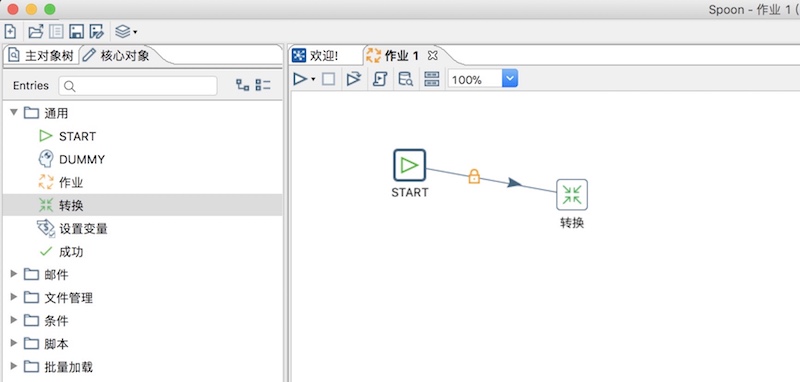 Spoon - 作业 1 (
主对象树 核心对象
欢迎! 作业 1
Entries
100%
通用
START
DUMMY
作业
转换
设置变量
成功
邮件
文件管理
条件
脚本
批量加载
START
转换